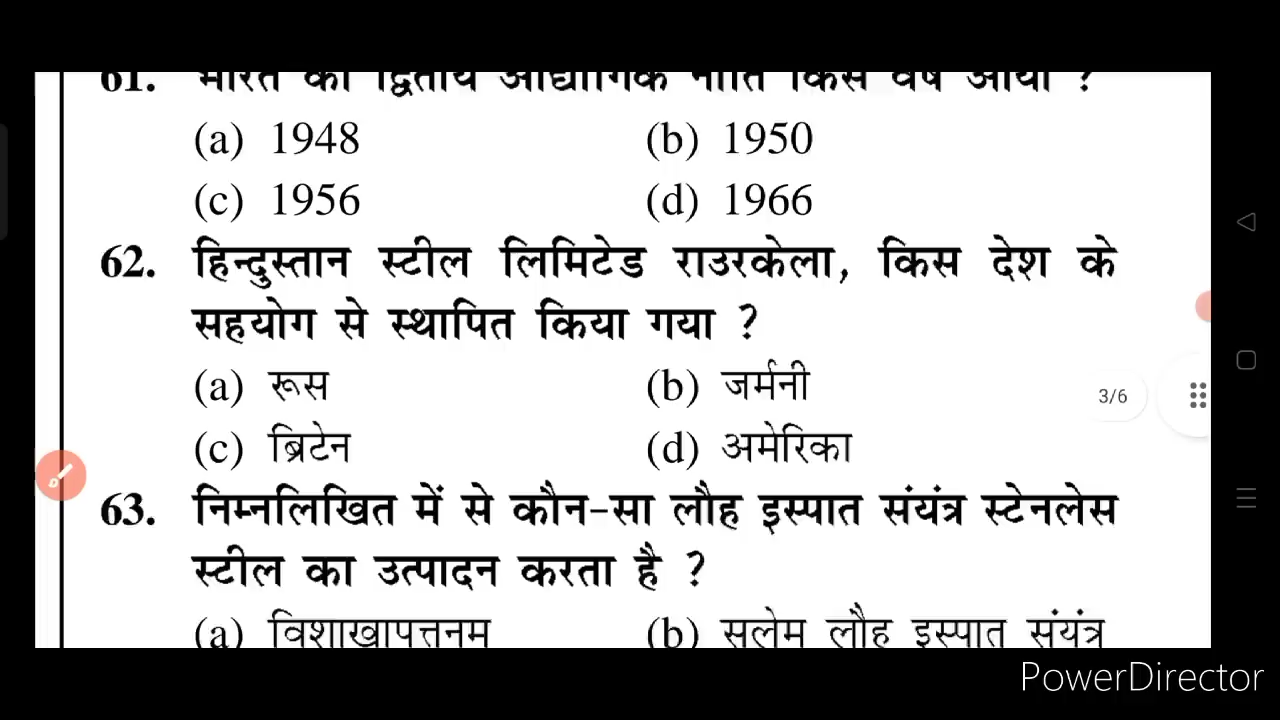 61. भारत की द्वितीय औद्योगिक नीति किस वर्ष आयी ?
(a) 1948 (b) 1950
(c) 1956 (d) 1966
62. हिन्दुस्तान स्टील लिमिटेड राउरकेला, किस देश के
सहयोग से स्थापित किया गया ?
(a) रूस (b) जर्मनी
3/6
(c) ब्रिटेन (d) अमेरिका
63. निम्नलिखित में से कौन-सा लौह इस्पात संयंत्र स्टेनलेस
स्टील का उत्पादन करता है ?
(a) विशाखापत्तनम (b) सलेम लौह इस्पात संयंत्र
PowerDirector